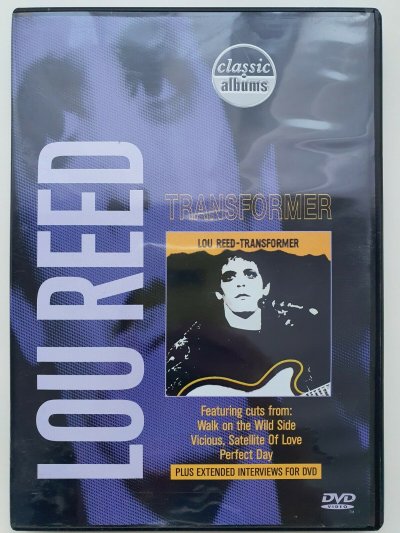 classic
albums
LOU REED
TRANSFORMER
LOU REED-TRANSFORMER
Featuring cuts from:
Walk on the Wild Side
Vicious, Satellite Of Love
Perfect Day
PLUS EXTENDED INTERVIEWS FOR DVD
DVD
VIDEO